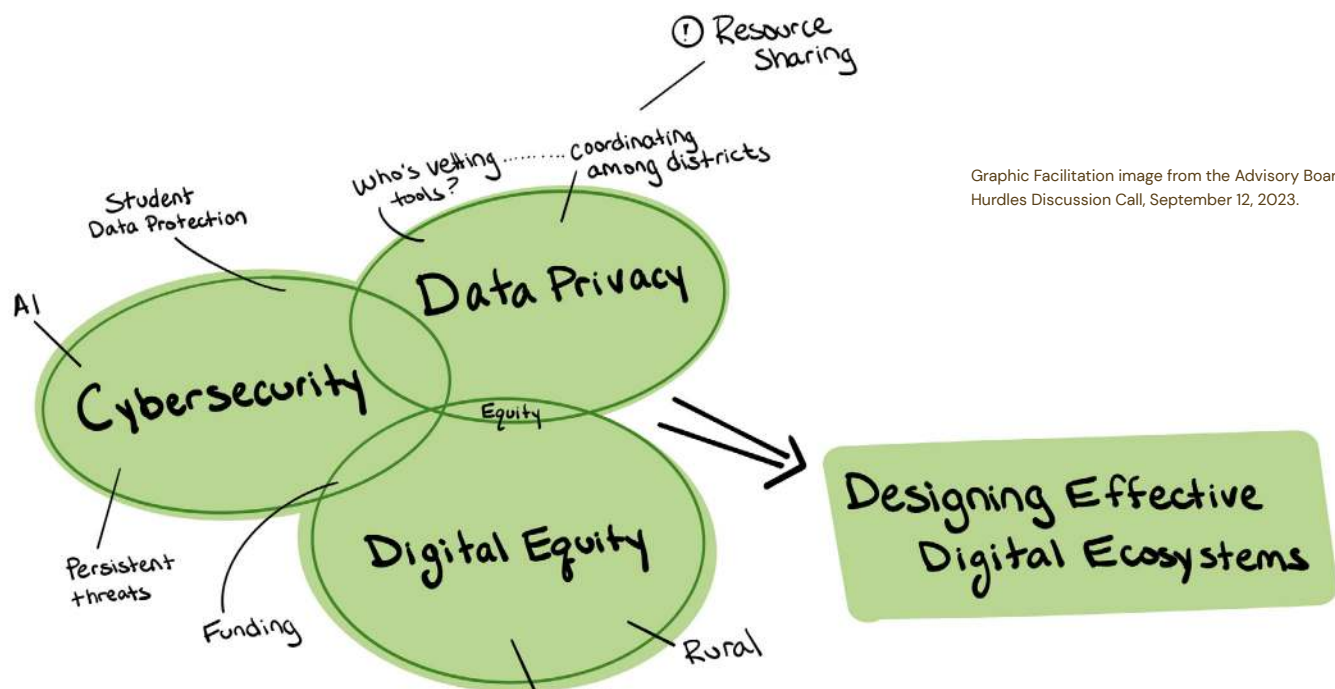 ! Resource
Sharing
Who's vetting ........ coordinating
tools? among districts
Graphic Facilitation image from the Advisory Boar
Hurdles Discussion Call, September 12, 2023.
Student
Data Protection
Data Privacy
AI
Cybersecurity
Equity
Designing Effective
Digital Ecosystems
Digital Equity
Persistent
threats
Funding
Rural